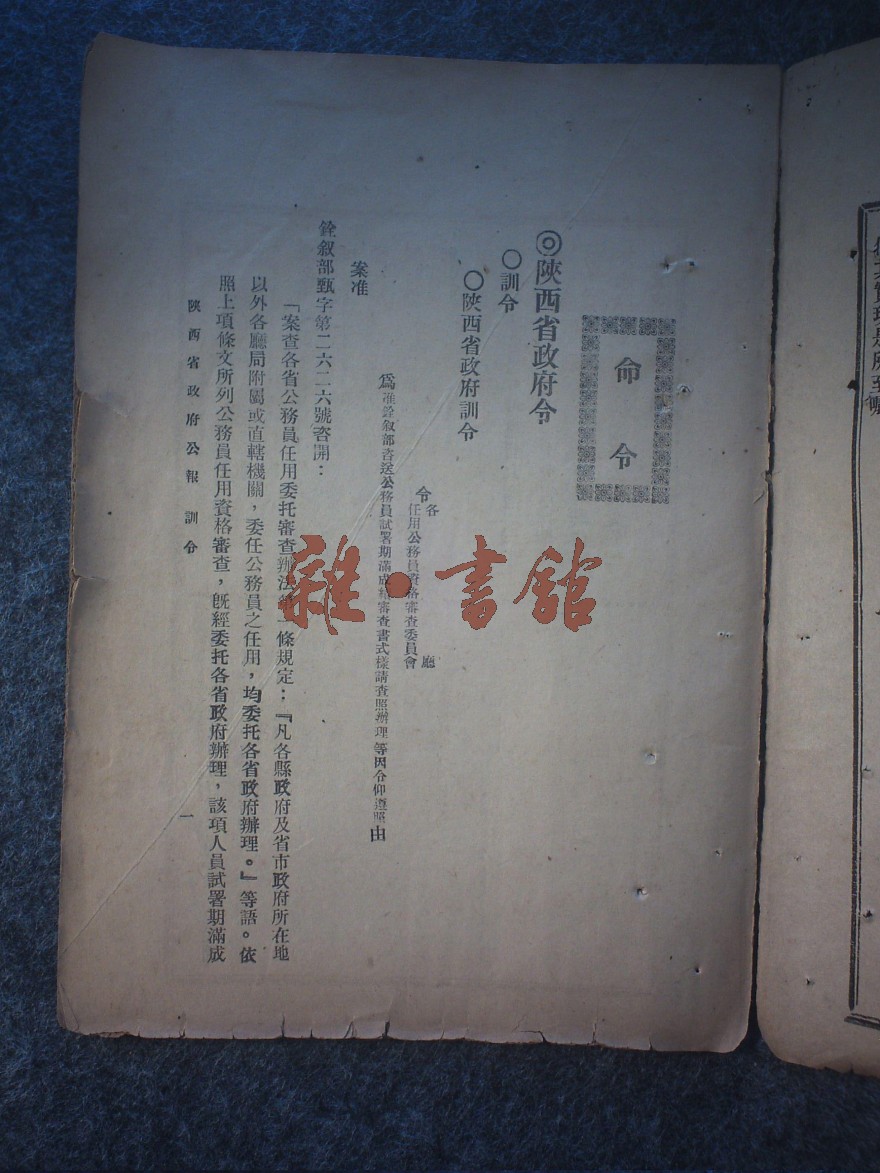 命令
◎陝西省政府令
○訓令
○陝西省政府訓令
令各 廳
任用公務員資格審查委員會
為准銓敘部咨送公務員試署期滿成績審查書式樣請查照辦理等因令仰遵照由
案准
銓敘部甄字第二六二六號咨開：
「案查各省公務員任用委托審查辦法第一條規定；『凡各縣政府及省市政府所在地
以外各廳局附屬或直轄機關，委任公務員之任用，均委托各省政府辦理。』等語。依
照上項條文所列公務員任用資格審查，既經委托各省政府辦理，該項人員試署期滿成
陝西省政府公報 訓令
一
雜·書館